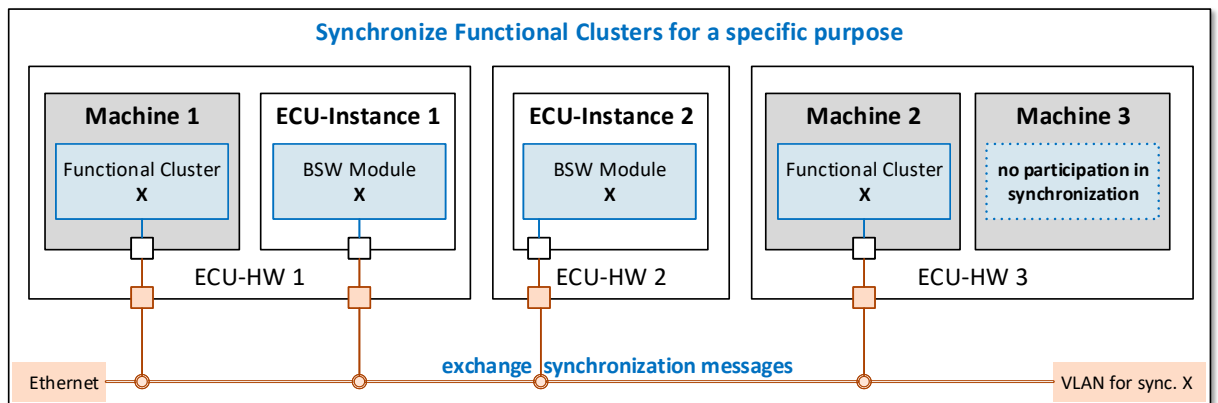 Synchronize Functional Clusters for a specific purpose
Machine 1
Functional Cluster
X
ECU-Instance 1
BSW Module
X
ECU-HW 1
ECU-Instance 2
BSW Module
X
ECU-HW 2
Machine 2
Functional Cluster
X
Machine 3
no participation in
synchronization
ECU-HW 3
exchange synchronization messages
Ethernet
VLAN for sync. X